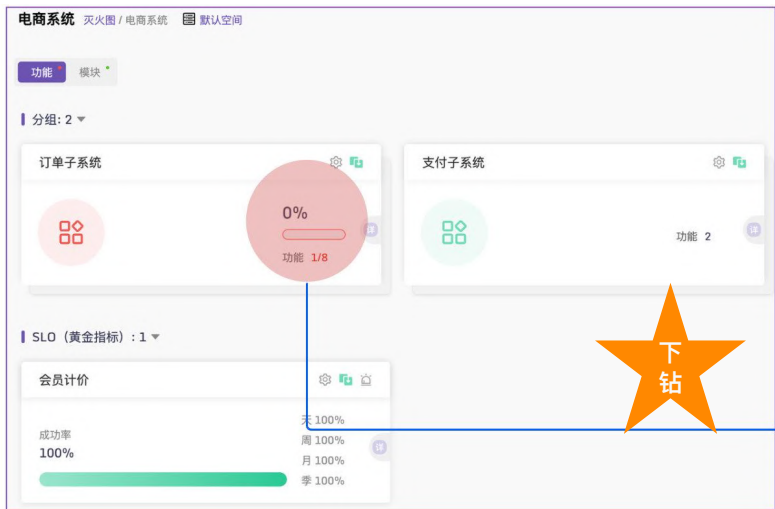 电商系统 灭火图 / 电商系统 默认空间
功能 模块
分组: 2
订单子系统
0%
功能 1/8
详
支付子系统
功能 2
详
SLO（黄金指标）: 1
会员计价
成功率
100%
天 100%
周 100%
月 100%
季 100%
详
下
钻